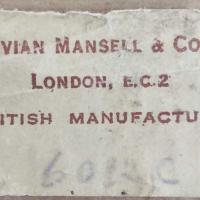 VIAN MANSELL & Co
LONDON, E.C.2
ITISH MANUFACTU